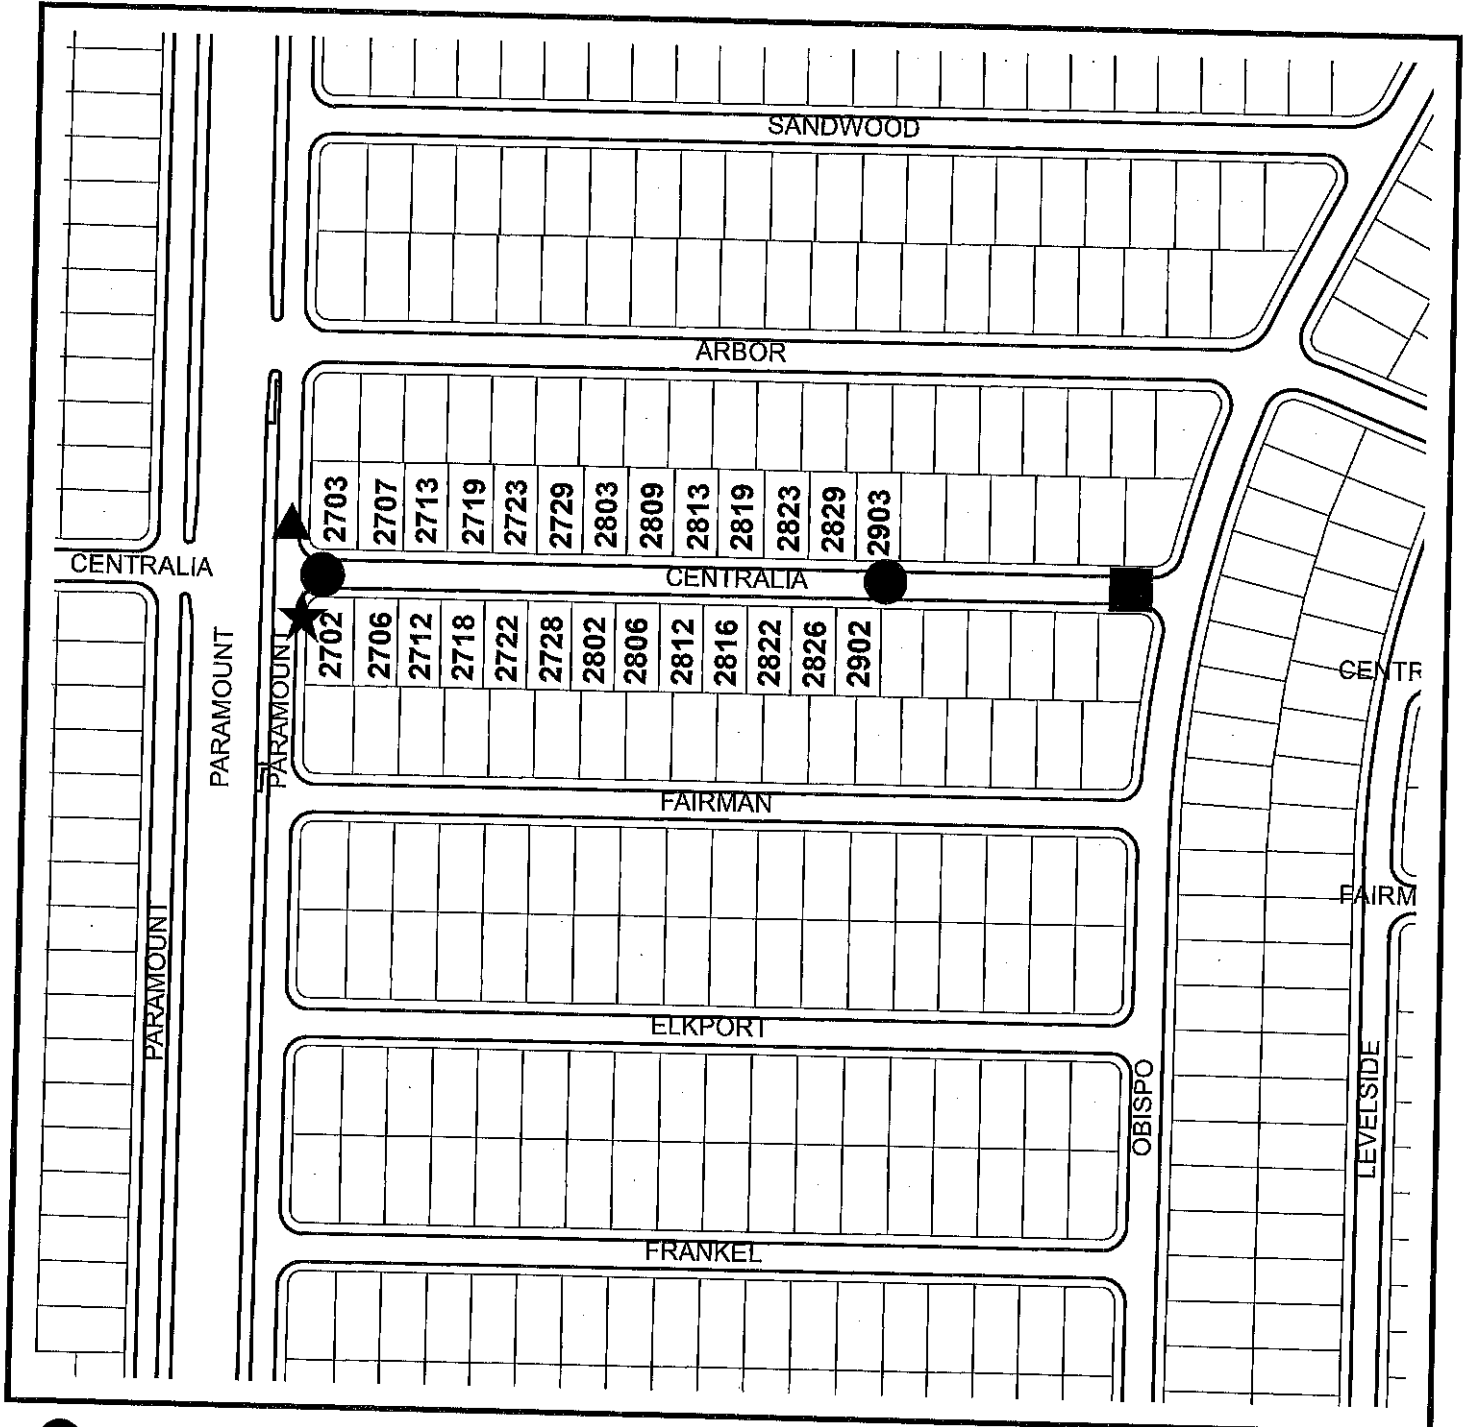 SANDWOOD
ARBOR
2703
2707
2713
2719
2723
2729
2803
2809
2813
2819
2823
2829
2903
CENTRALIA
CENTRALIA
2702
2706
2712
2718
2722
2728
2802
2806
2812
2816
2822
2826
2902
PARAMOUNT
PARAMOUNT
CENTR
FAIRMAN
FAIRM
PARAMOUNT
ELKPORT
OBISPO
LEVELSIDE
FRANKEL